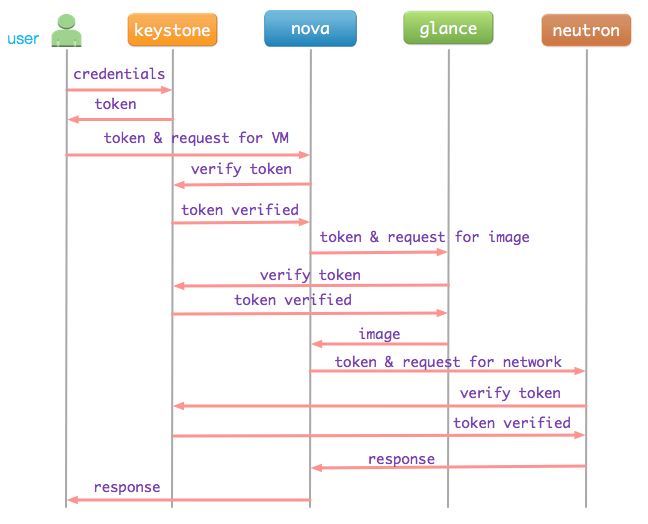 user
keystone
nova
glance
neutron
credentials
token
token & request for VM
verify token
token verified
token & request for image
verify token
token verified
image
token & request for network
verify token
token verified
response
response